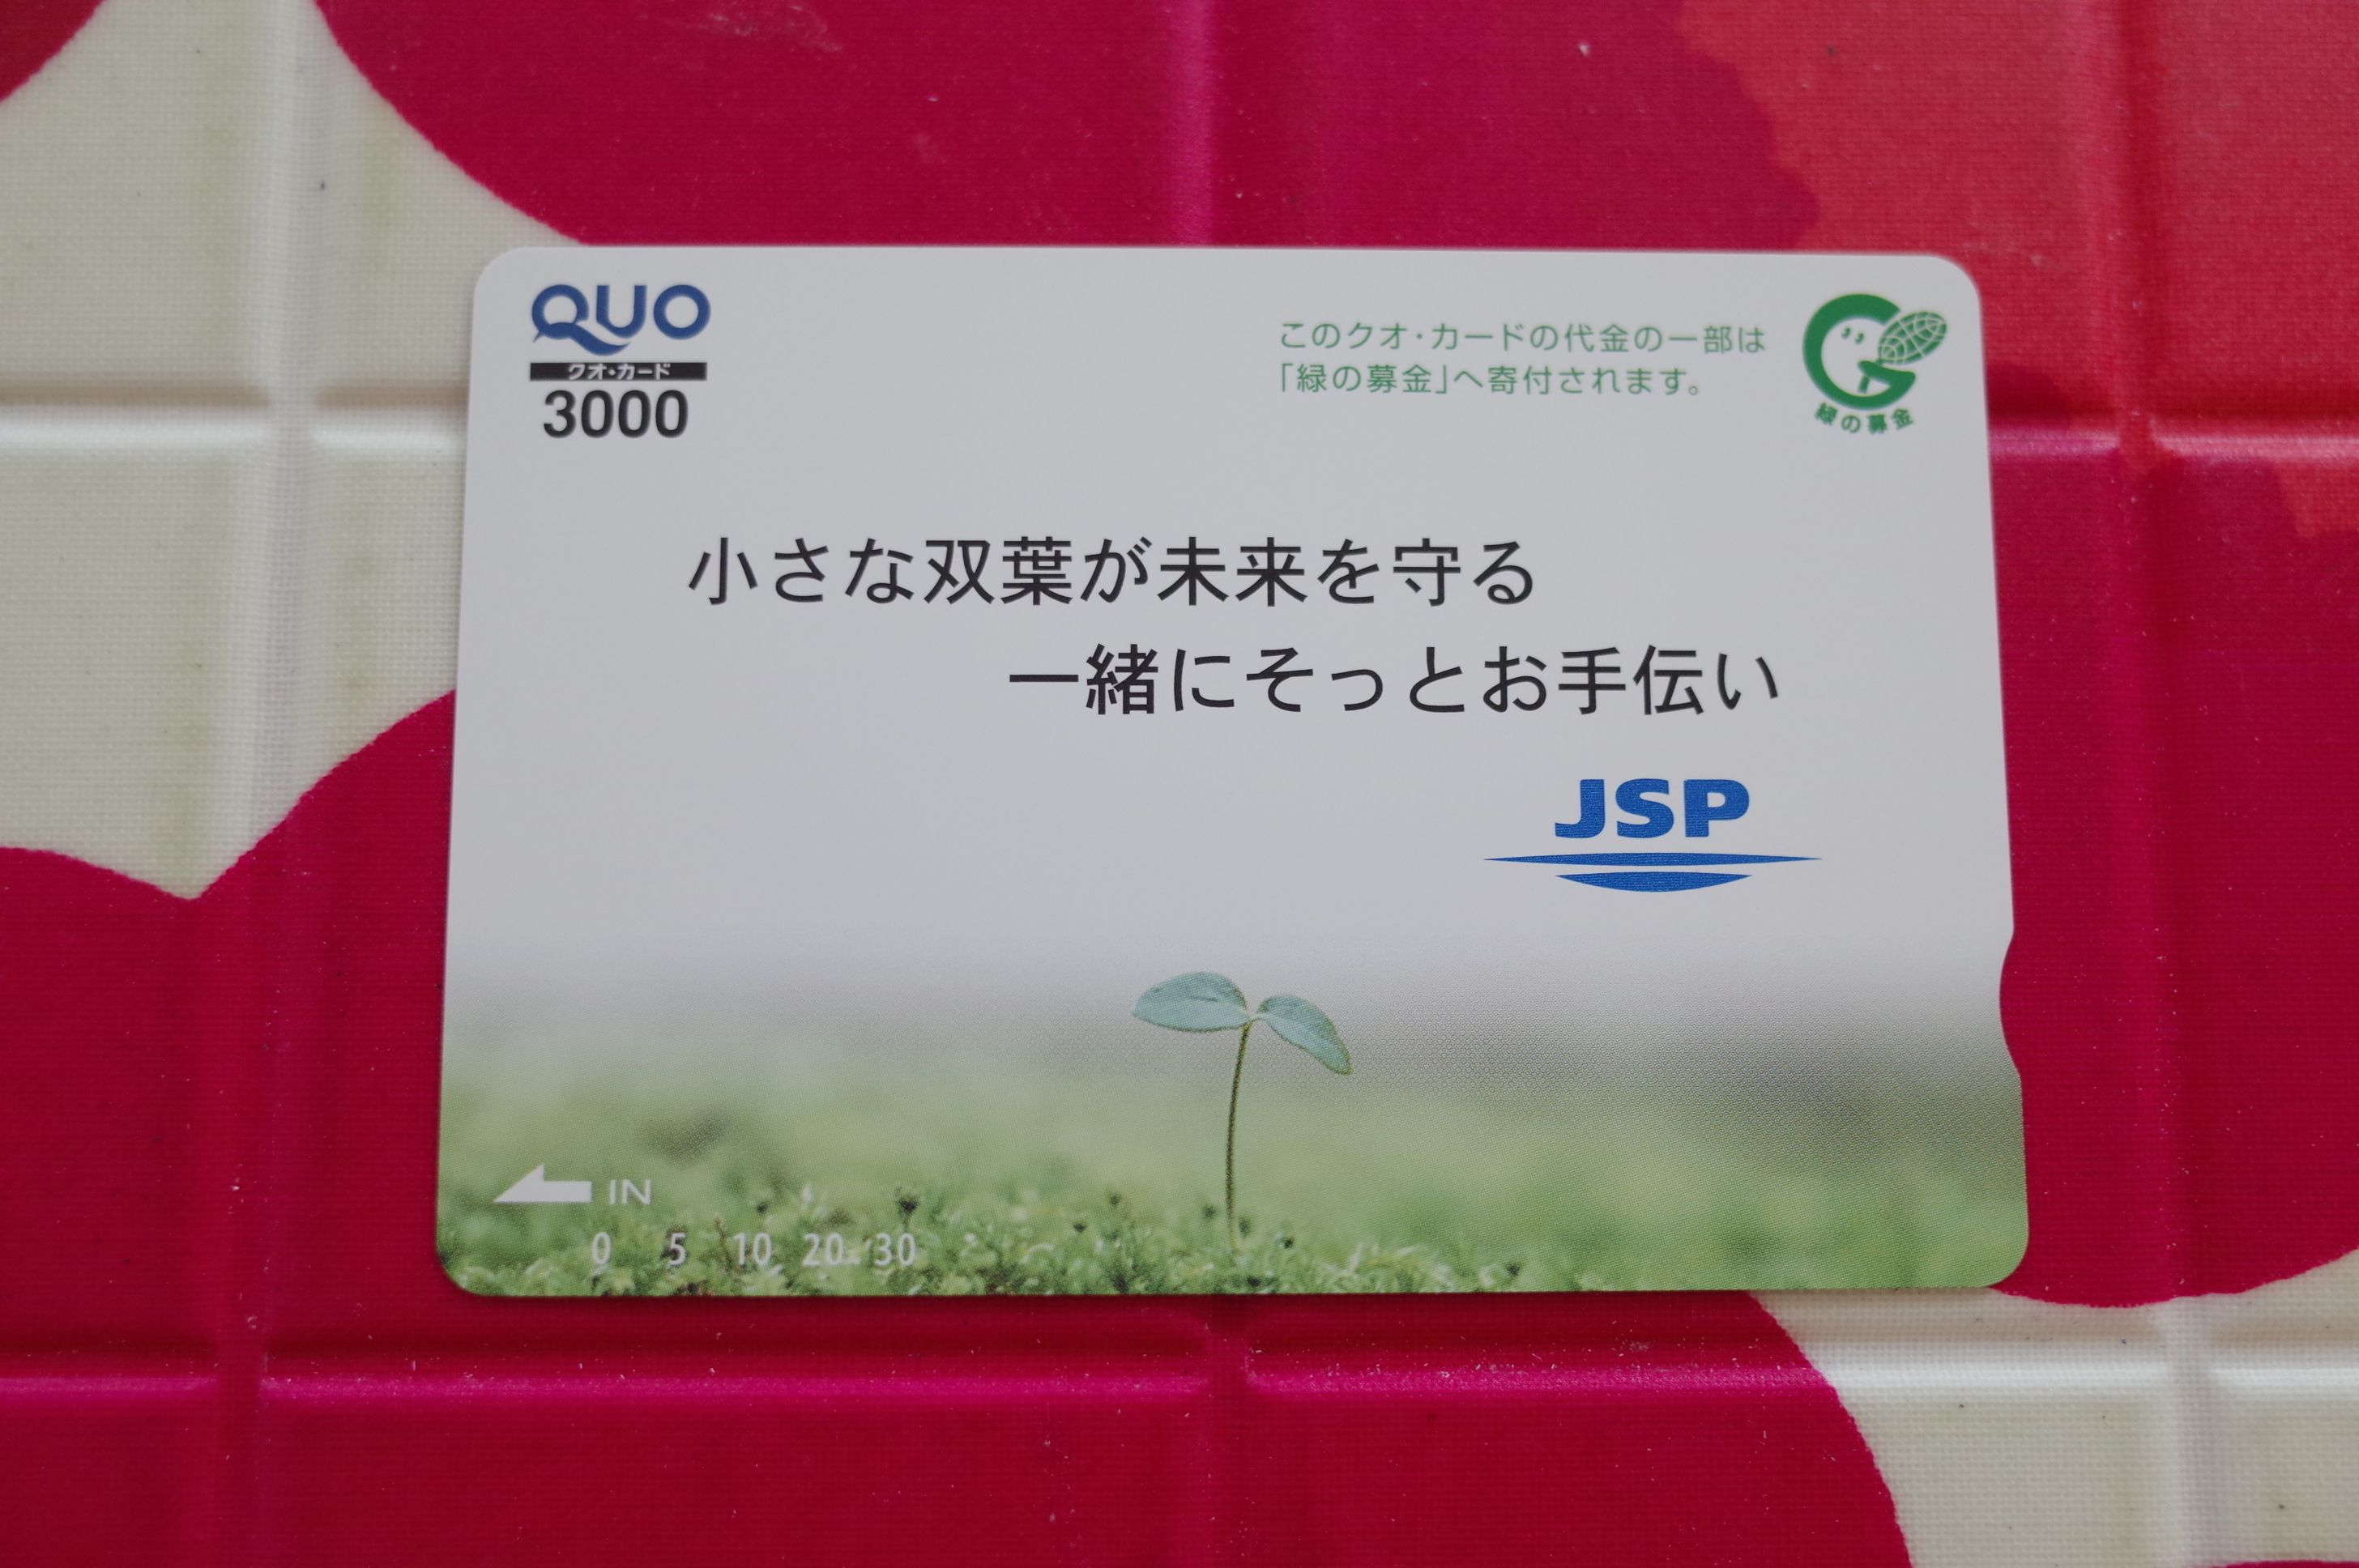 QUO
クオ・カード
3000
このクオ・カードの代金の一部は
「緑の募金」へ寄付されます。
緑の募金
小さな双葉が未来を守る
一緒にそっとお手伝い
JSP
IN
0 5 10 20 30